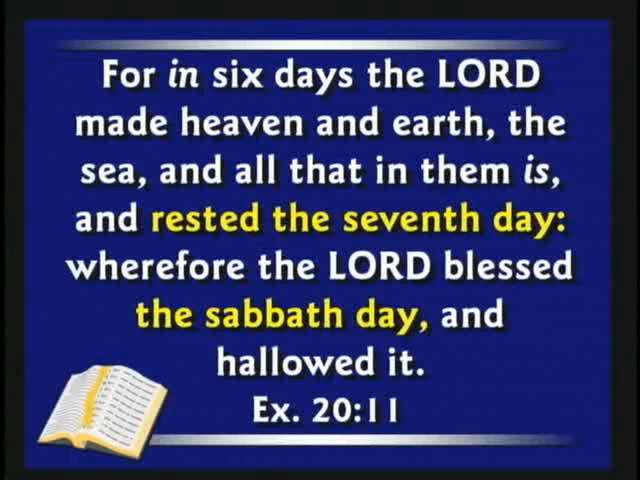 For in six days the LORD
made heaven and earth, the
sea, and all that in them is,
and rested the seventh day:
wherefore the LORD blessed
the sabbath day, and
hallowed it.
Ex. 20:11